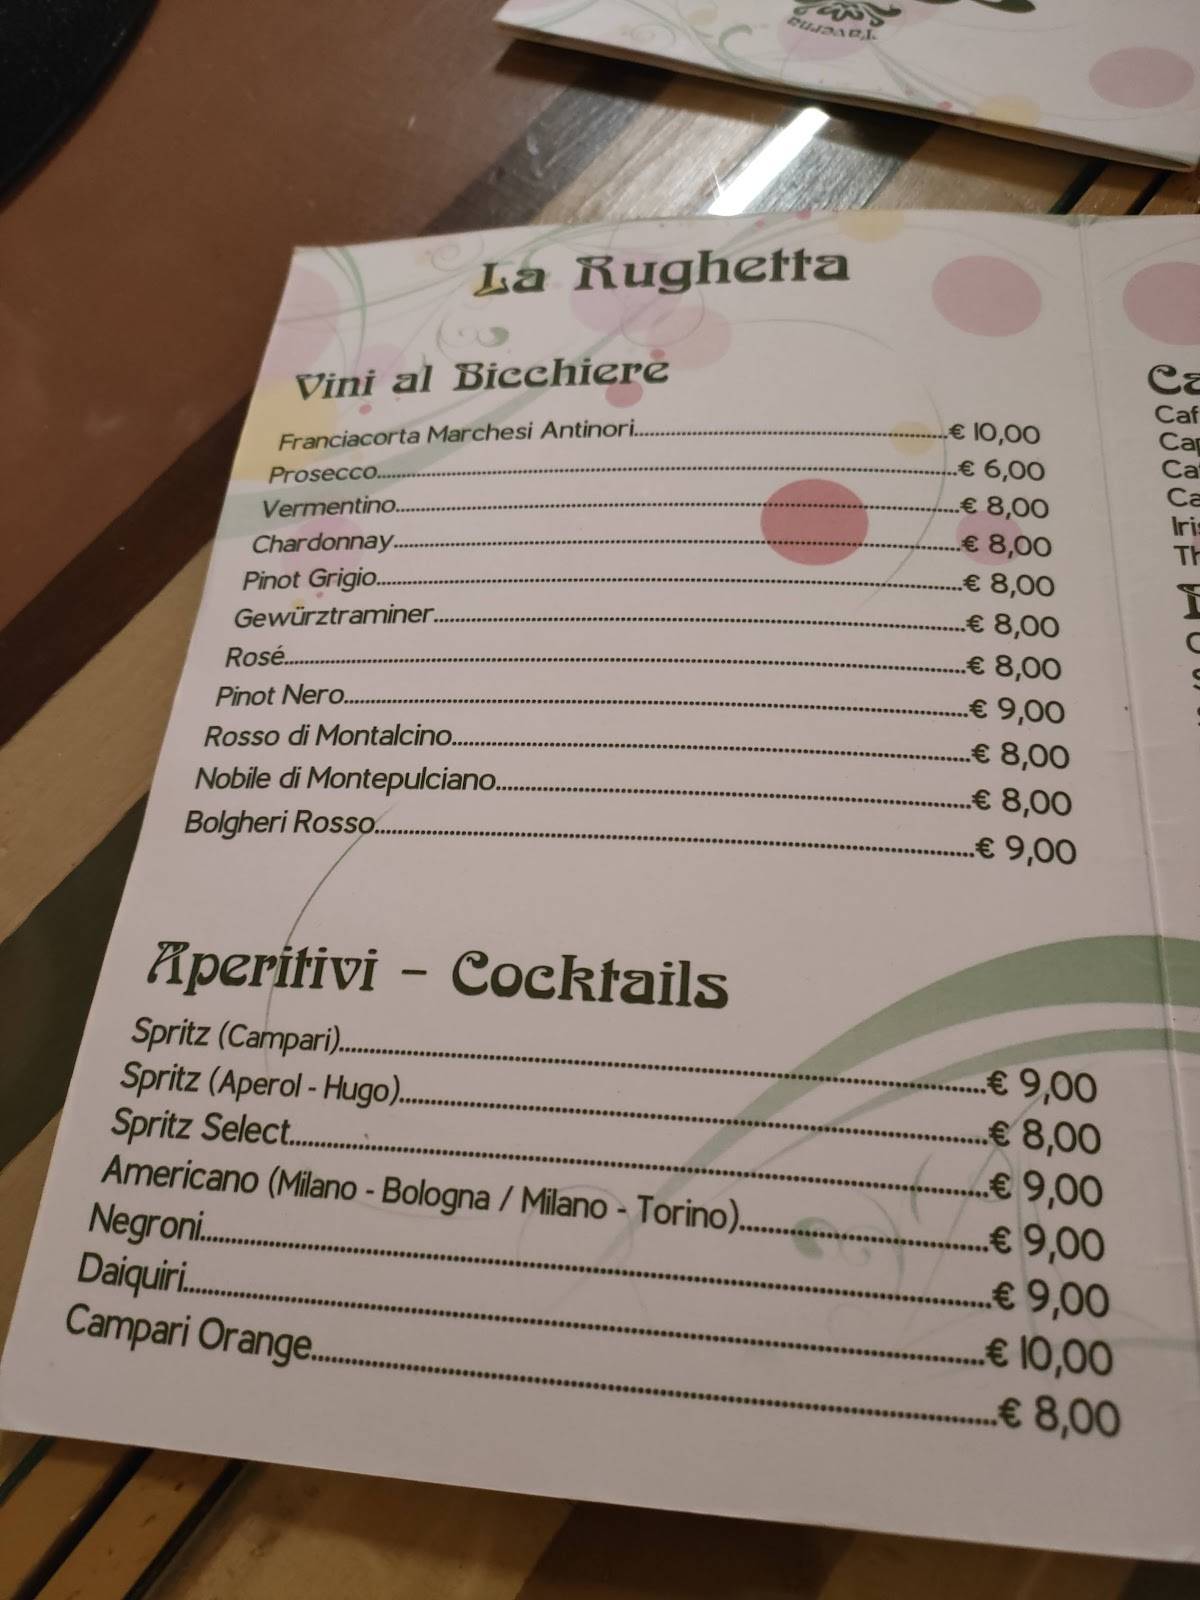 Taverna
La Rughetta
Vini al Bicchiere
Franciacorta Marchesi Antinori....€ 10,00
Prosecco....€ 6,00
Vermentino....€ 8,00
Chardonnay....€ 8,00
Pinot Grigio....€ 8,00
Gewürztraminer....€ 8,00
Rosé....€ 8,00
Pinot Nero....€ 9,00
Rosso di Montalcino....€ 8,00
Nobile di Montepulciano....€ 8,00
Bolgheri Rosso....€ 9,00
Aperitivi - Cocktails
Spritz (Campari)....€ 9,00
Spritz (Aperol - Hugo)....€ 8,00
Spritz Select....€ 9,00
Americano (Milano - Bologna / Milano - Torino)....€ 9,00
Negroni....€ 9,00
Daiquiri....€ 10,00
Campari Orange....€ 8,00